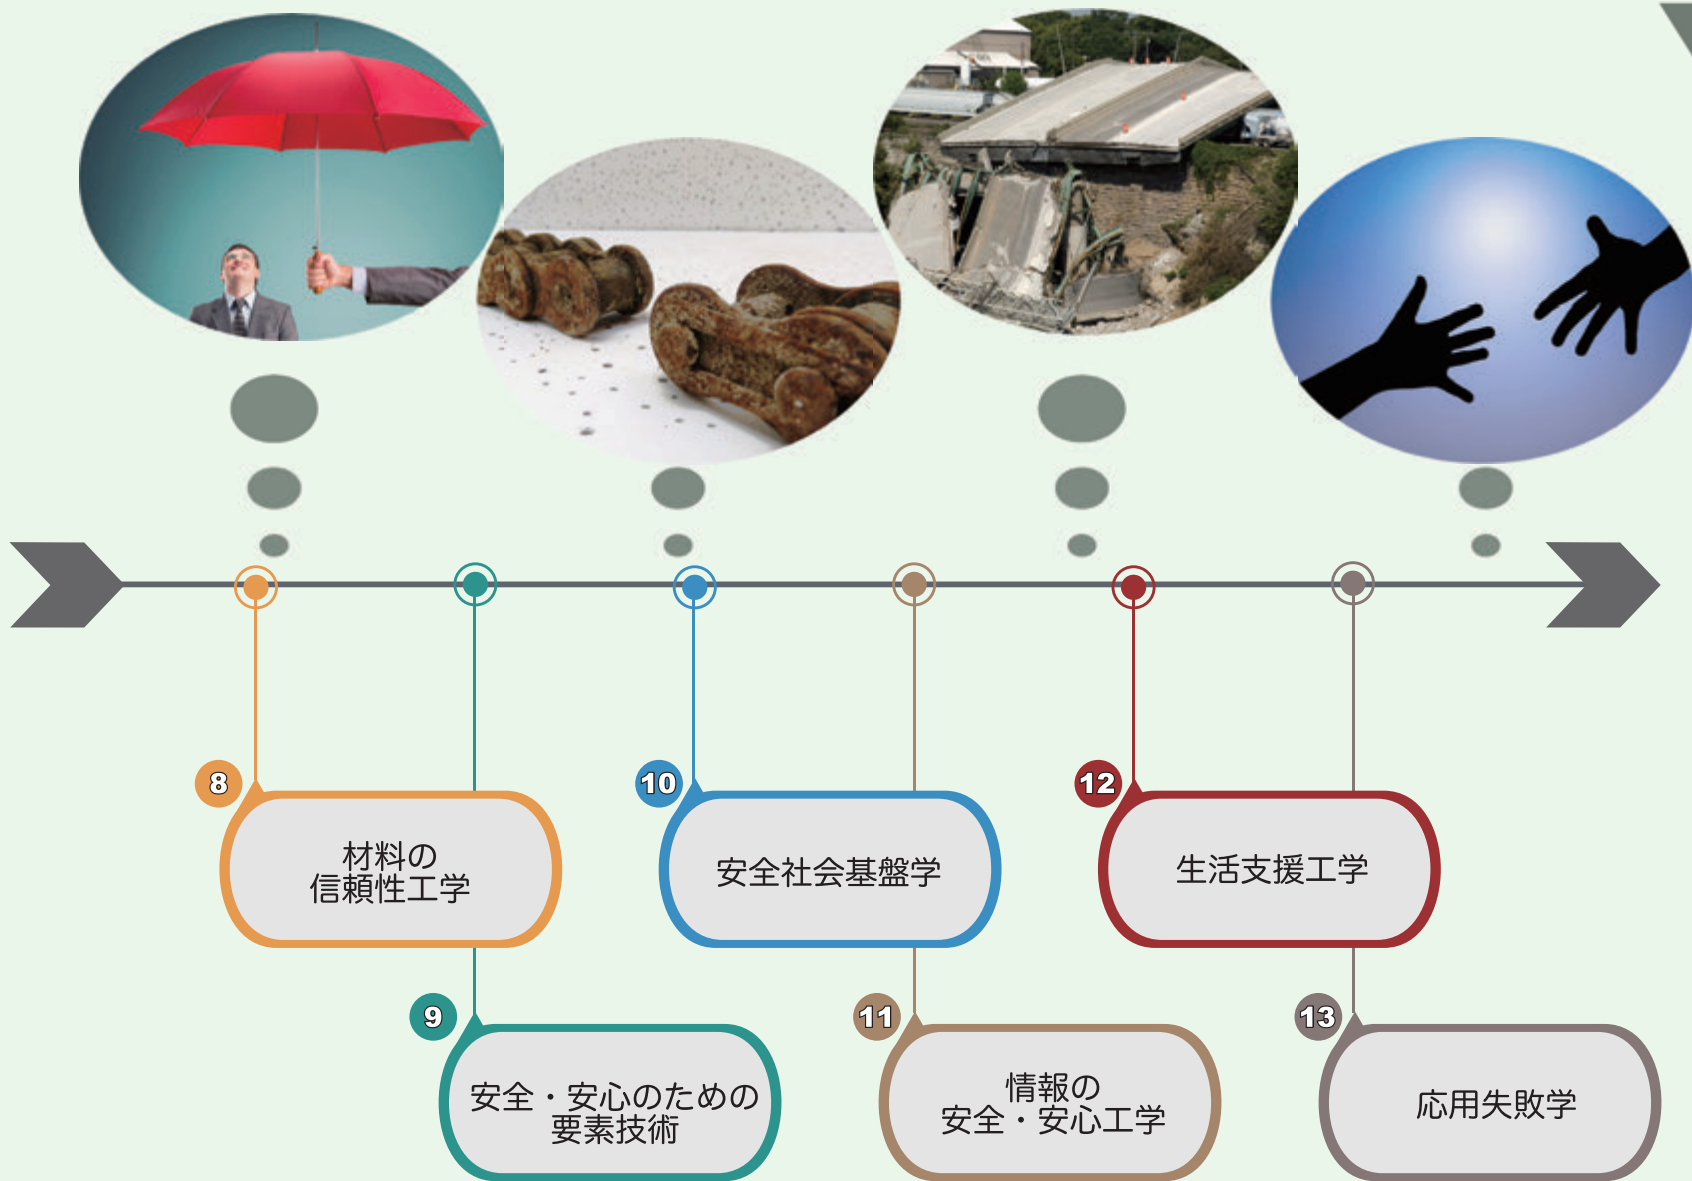 8
材料の
信頼性工学
9
安全・安心のための
要素技術
10
安全社会基盤学
11
情報の
安全・安心工学
12
生活支援工学
13
応用失敗学